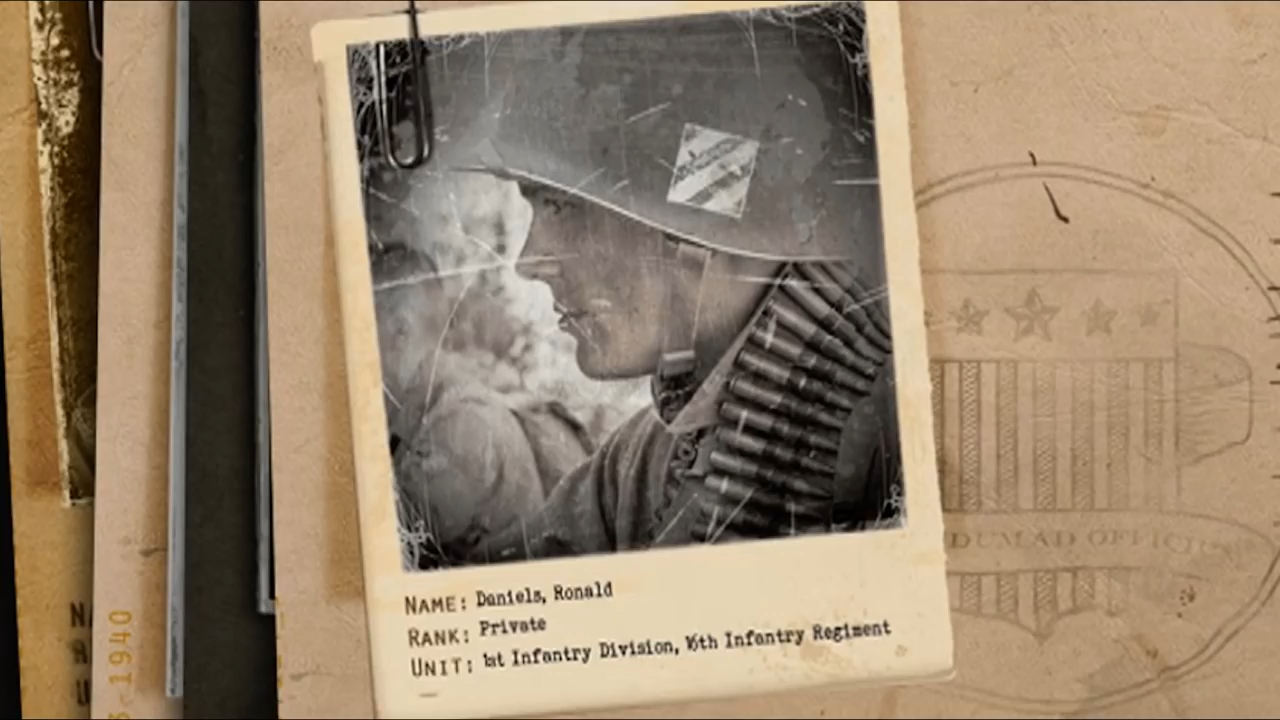 NAME: Daniels, Ronald
RANK: Private
UNIT: 1st Infantry Division, 16th Infantry Regiment
1940